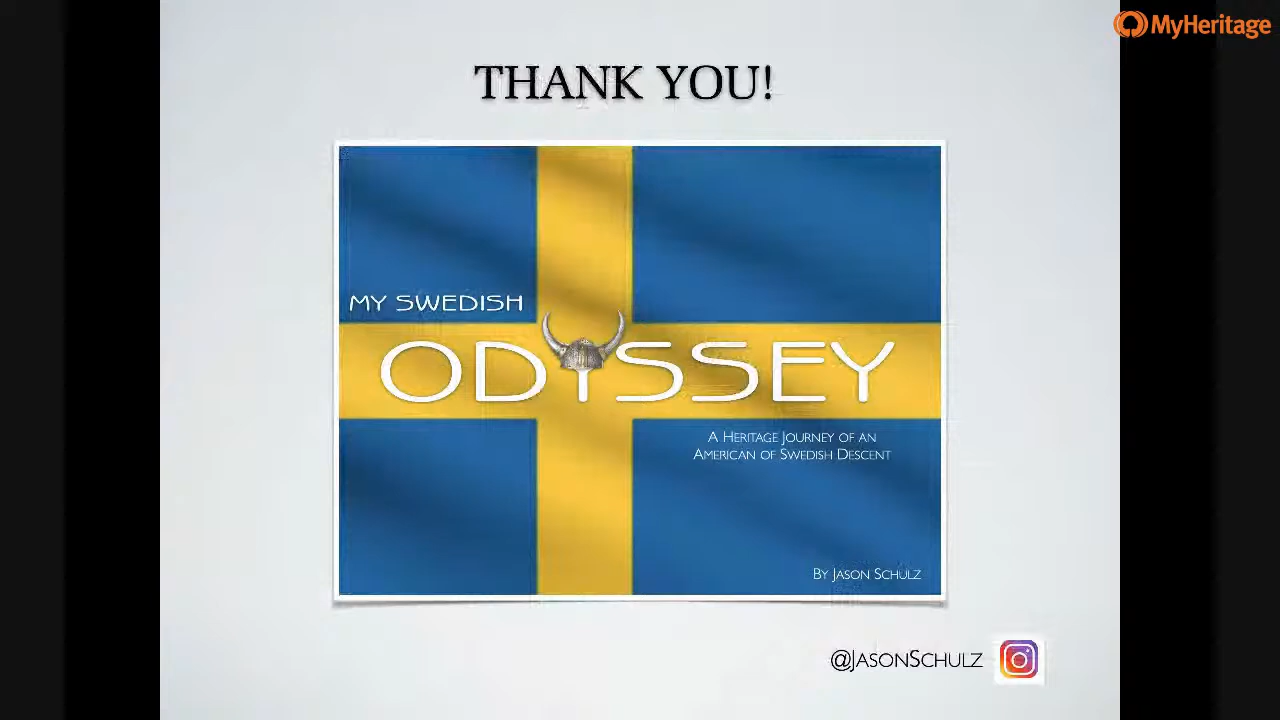 MyHeritage
THANK YOU!
MY SWEDISH
ODYSSEY
A HERITAGE JOURNEY OF AN
AMERICAN OF SWEDISH DESCENT
BY JASON SCHULZ
@JASONSCHULZ